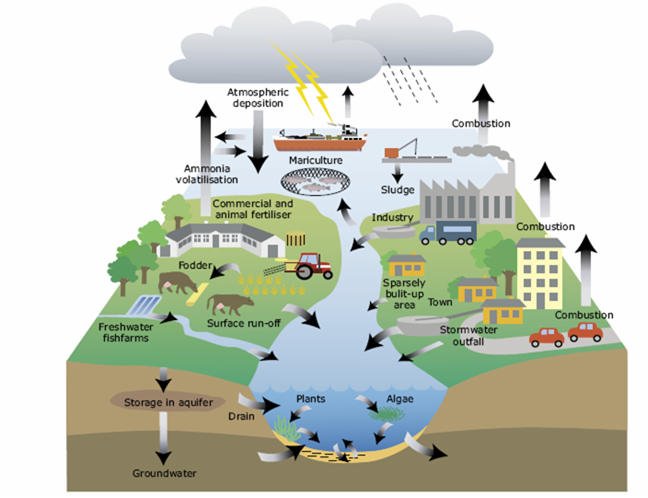 Atmospheric
deposition
Combustion
Mariculture
Ammonia
volatilisation
Sludge
Commercial and
animal fertiliser
Industry
Combustion
Fodder
Sparsely
bulit-up
area
Town
Combustion
Surface run-off
Freshwater
fishfarms
Stormwater
outfall
Storage in aquifer
Drain
Plants
Algae
Groundwater